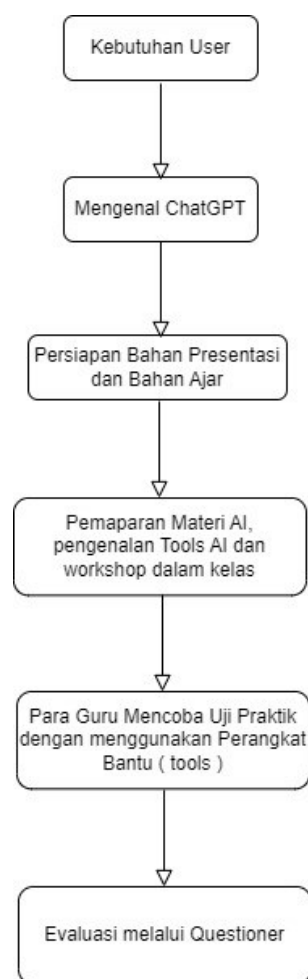 Kebutuhan User
Mengenal ChatGPT
Persiapan Bahan Presentasi
dan Bahan Ajar
Pemaparan Materi AI,
pengenalan Tools AI dan
workshop dalam kelas
Para Guru Mencoba Uji Praktik
dengan menggunakan Perangkat
Bantu ( tools )
Evaluasi melalui Questioner